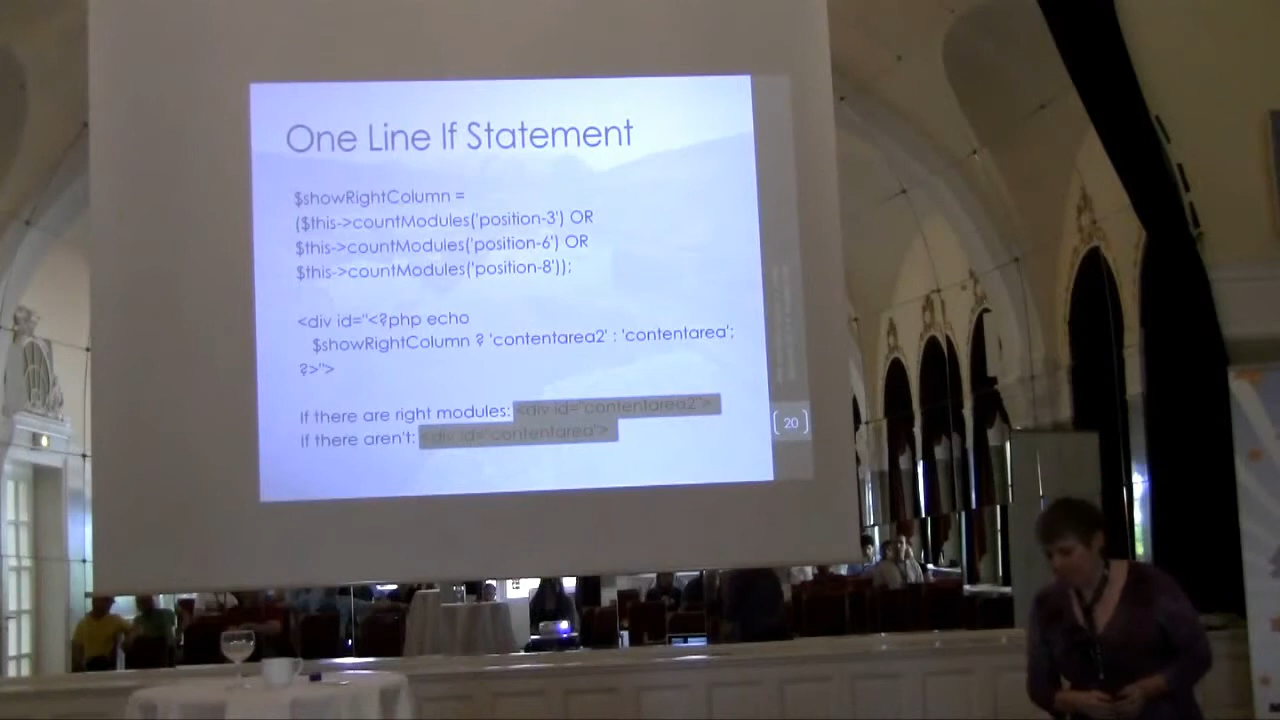 One Line If Statement
$showRightColumn =
($this->countModules('position-3') OR
$this->countModules('position-6') OR
$this->countModules('position-8'));
<div id="<?php echo
$showRightColumn ? 'contentarea2' : 'contentarea';
?>">
If there are right modules: <div id="contentarea2">
If there aren't: <div id="contentarea">
20